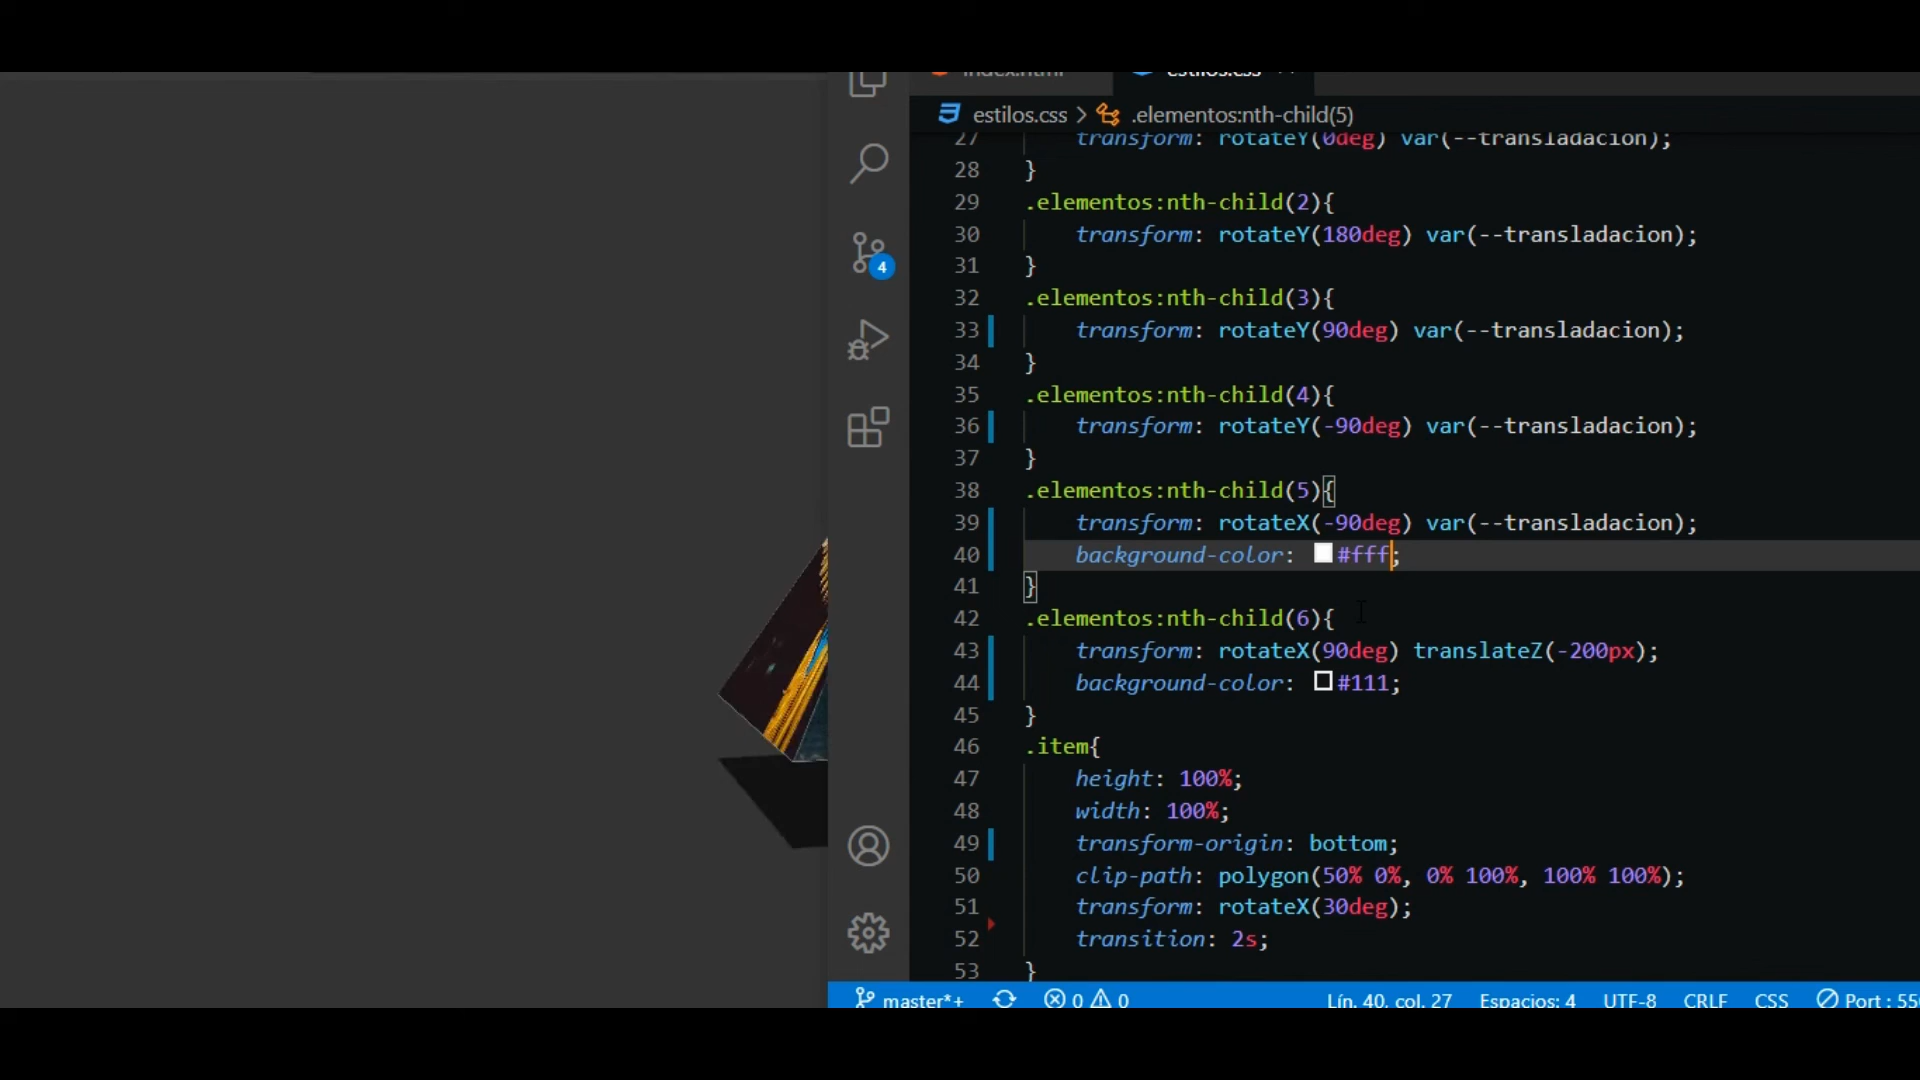 index.html
estilos.css
estilos.css > .elementos:nth-child(5)
27 transform: rotateY(0deg) var(--transladacion);
28 }
29 .elementos:nth-child(2){
30 transform: rotateY(180deg) var(--transladacion);
31 }
32 .elementos:nth-child(3){
33 transform: rotateY(90deg) var(--transladacion);
34 }
35 .elementos:nth-child(4){
36 transform: rotateY(-90deg) var(--transladacion);
37 }
38 .elementos:nth-child(5){
39 transform: rotateX(-90deg) var(--transladacion);
40 background-color: #fff;
41 }
42 .elementos:nth-child(6){
43 transform: rotateX(90deg) translateZ(-200px);
44 background-color: #111;
45 }
46 .item{
47 height: 100%;
48 width: 100%;
49 transform-origin: bottom;
50 clip-path: polygon(50% 0%, 0% 100%, 100% 100%);
51 transform: rotateX(30deg);
52 transition: 2s;
53 }
4
master*+ 0 0 Lín. 40, col. 27 Espacios: 4 UTF-8 CRLF CSS Port : 550